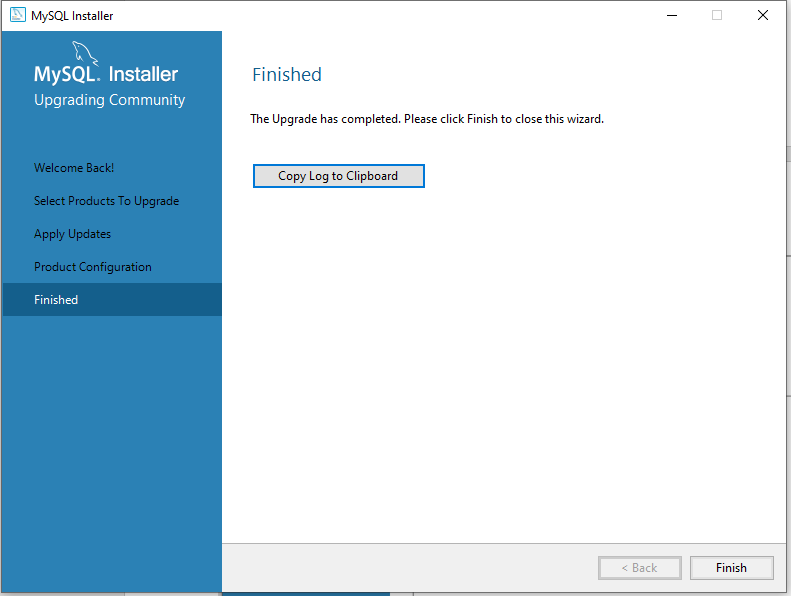 MySQL Installer
MySQL. Installer
Upgrading Community
Welcome Back!
Select Products To Upgrade
Apply Updates
Product Configuration
Finished
Finished
The Upgrade has completed. Please click Finish to close this wizard.
Copy Log to Clipboard
< Back
Finish